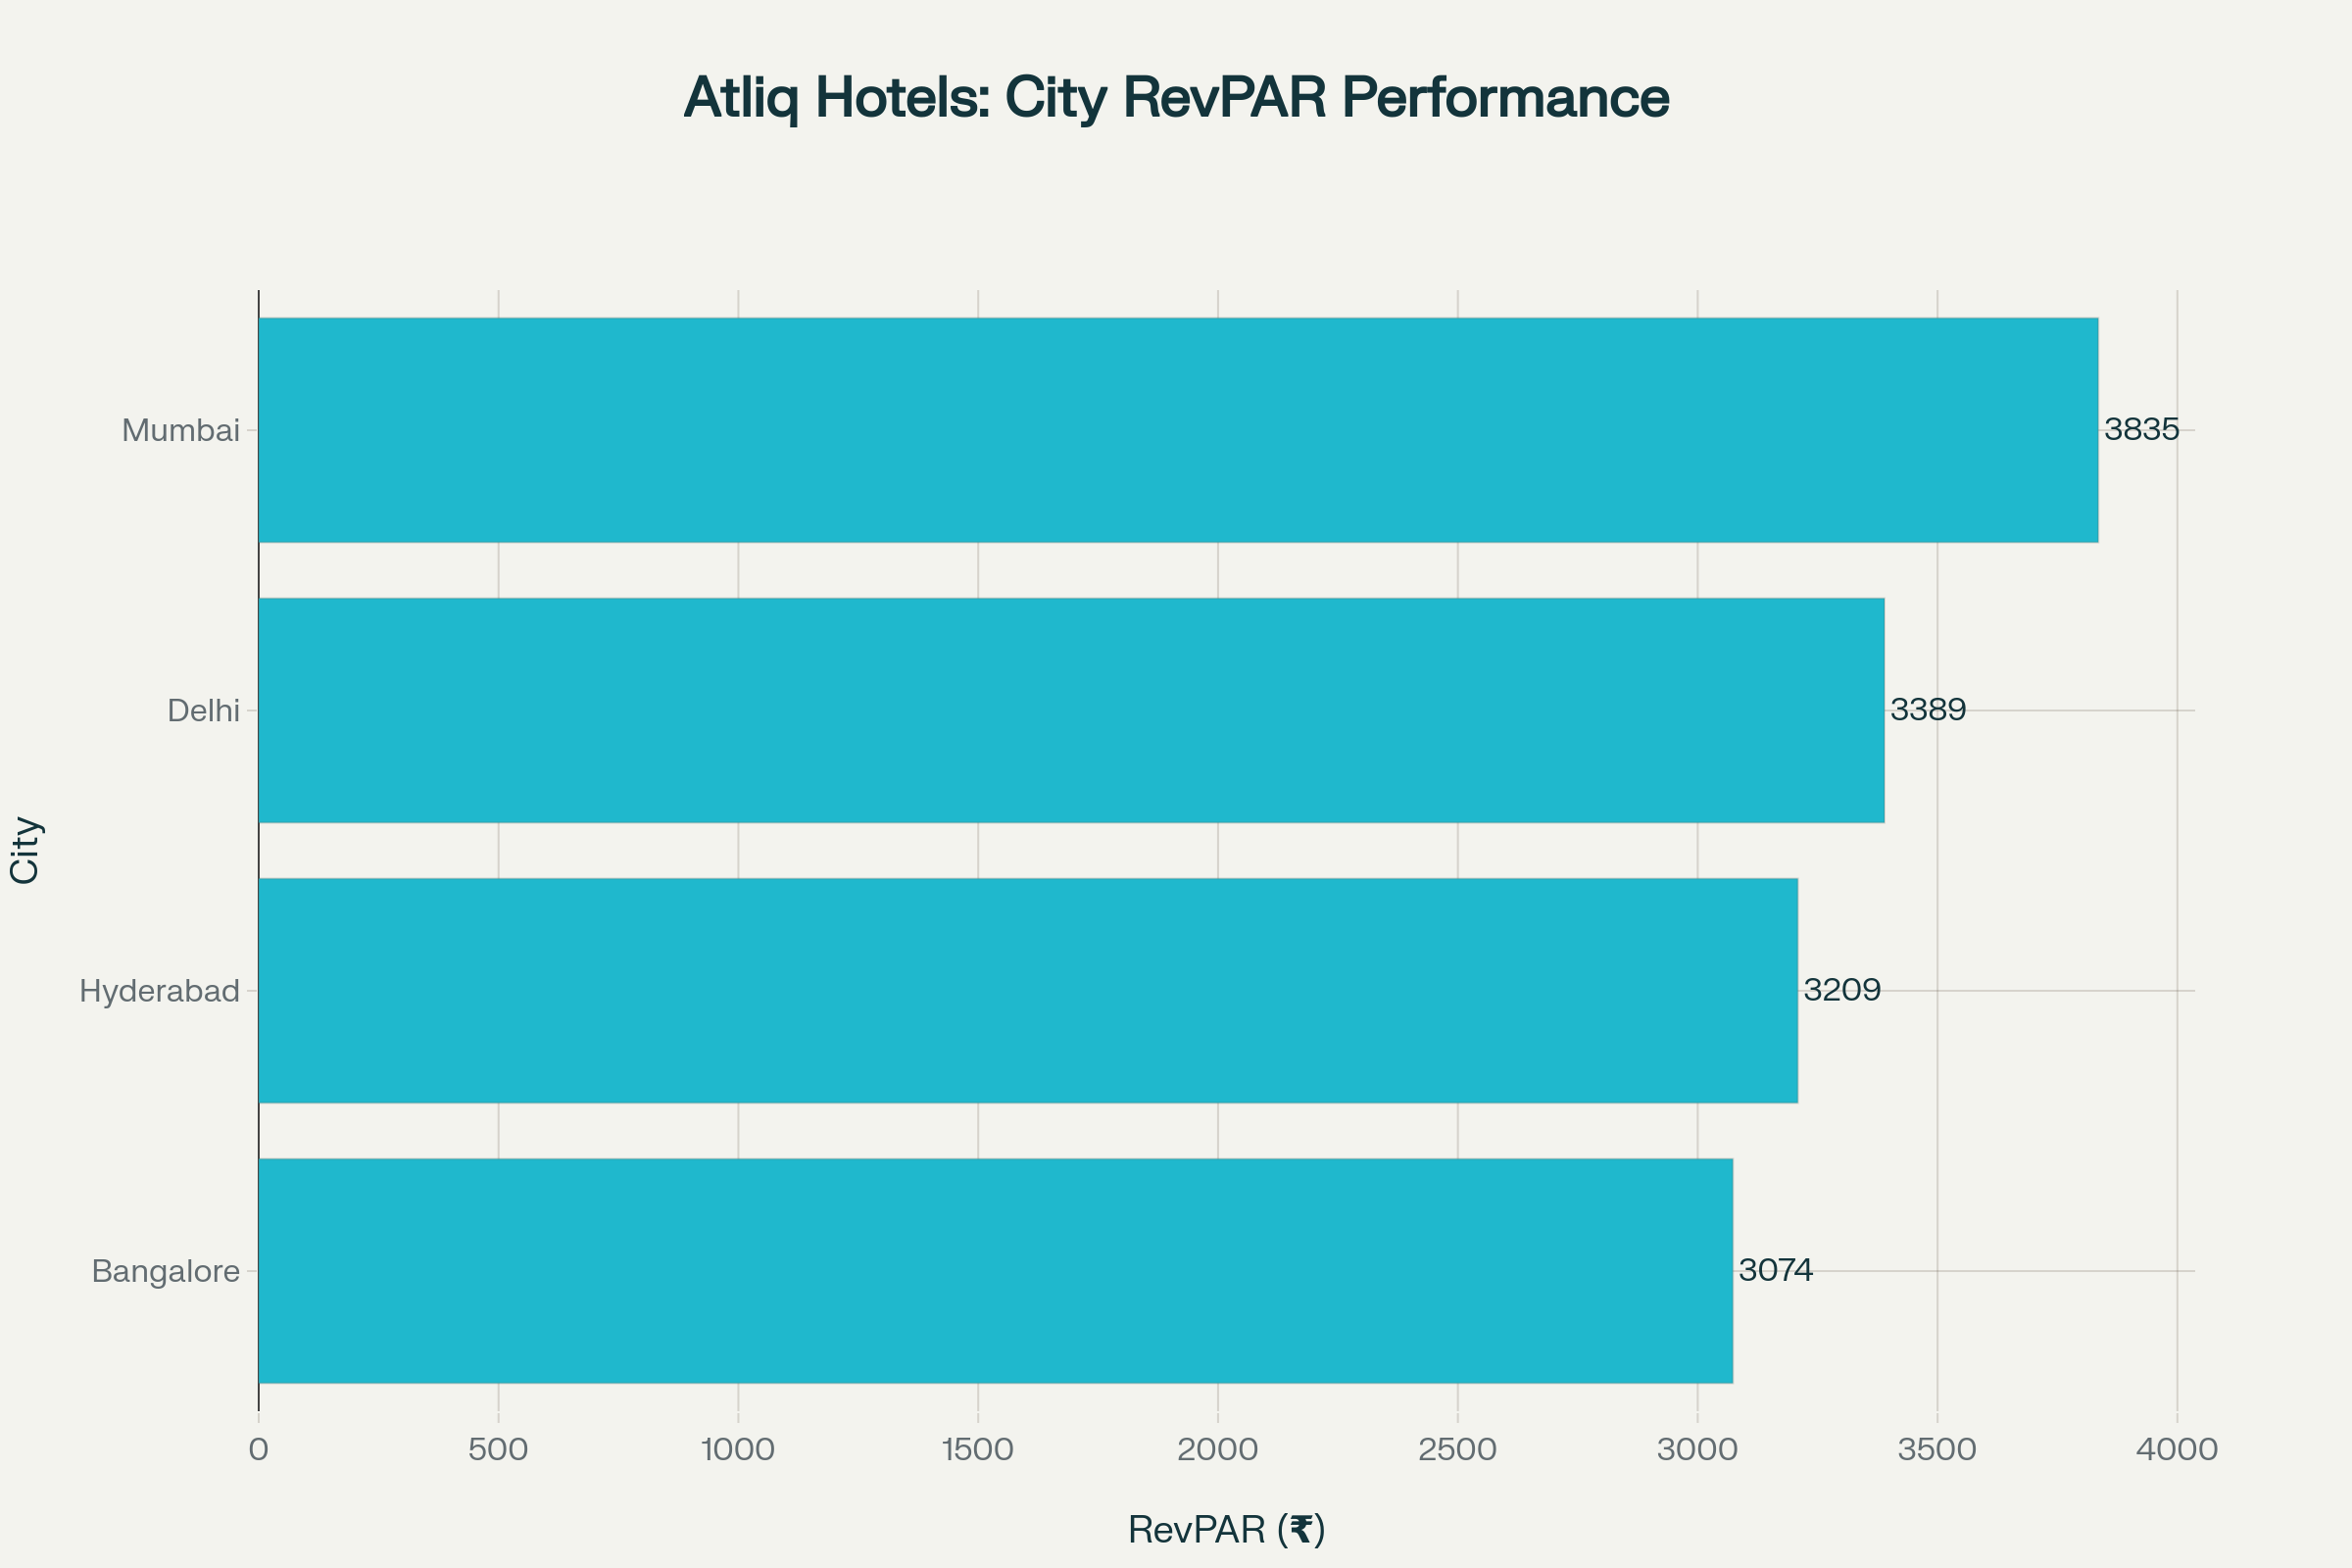 Atliq Hotels: City RevPAR Performance
City
Mumbai
3835
Delhi
3389
Hyderabad
3209
Bangalore
3074
0 500 1000 1500 2000 2500 3000 3500 4000
RevPAR (₹)